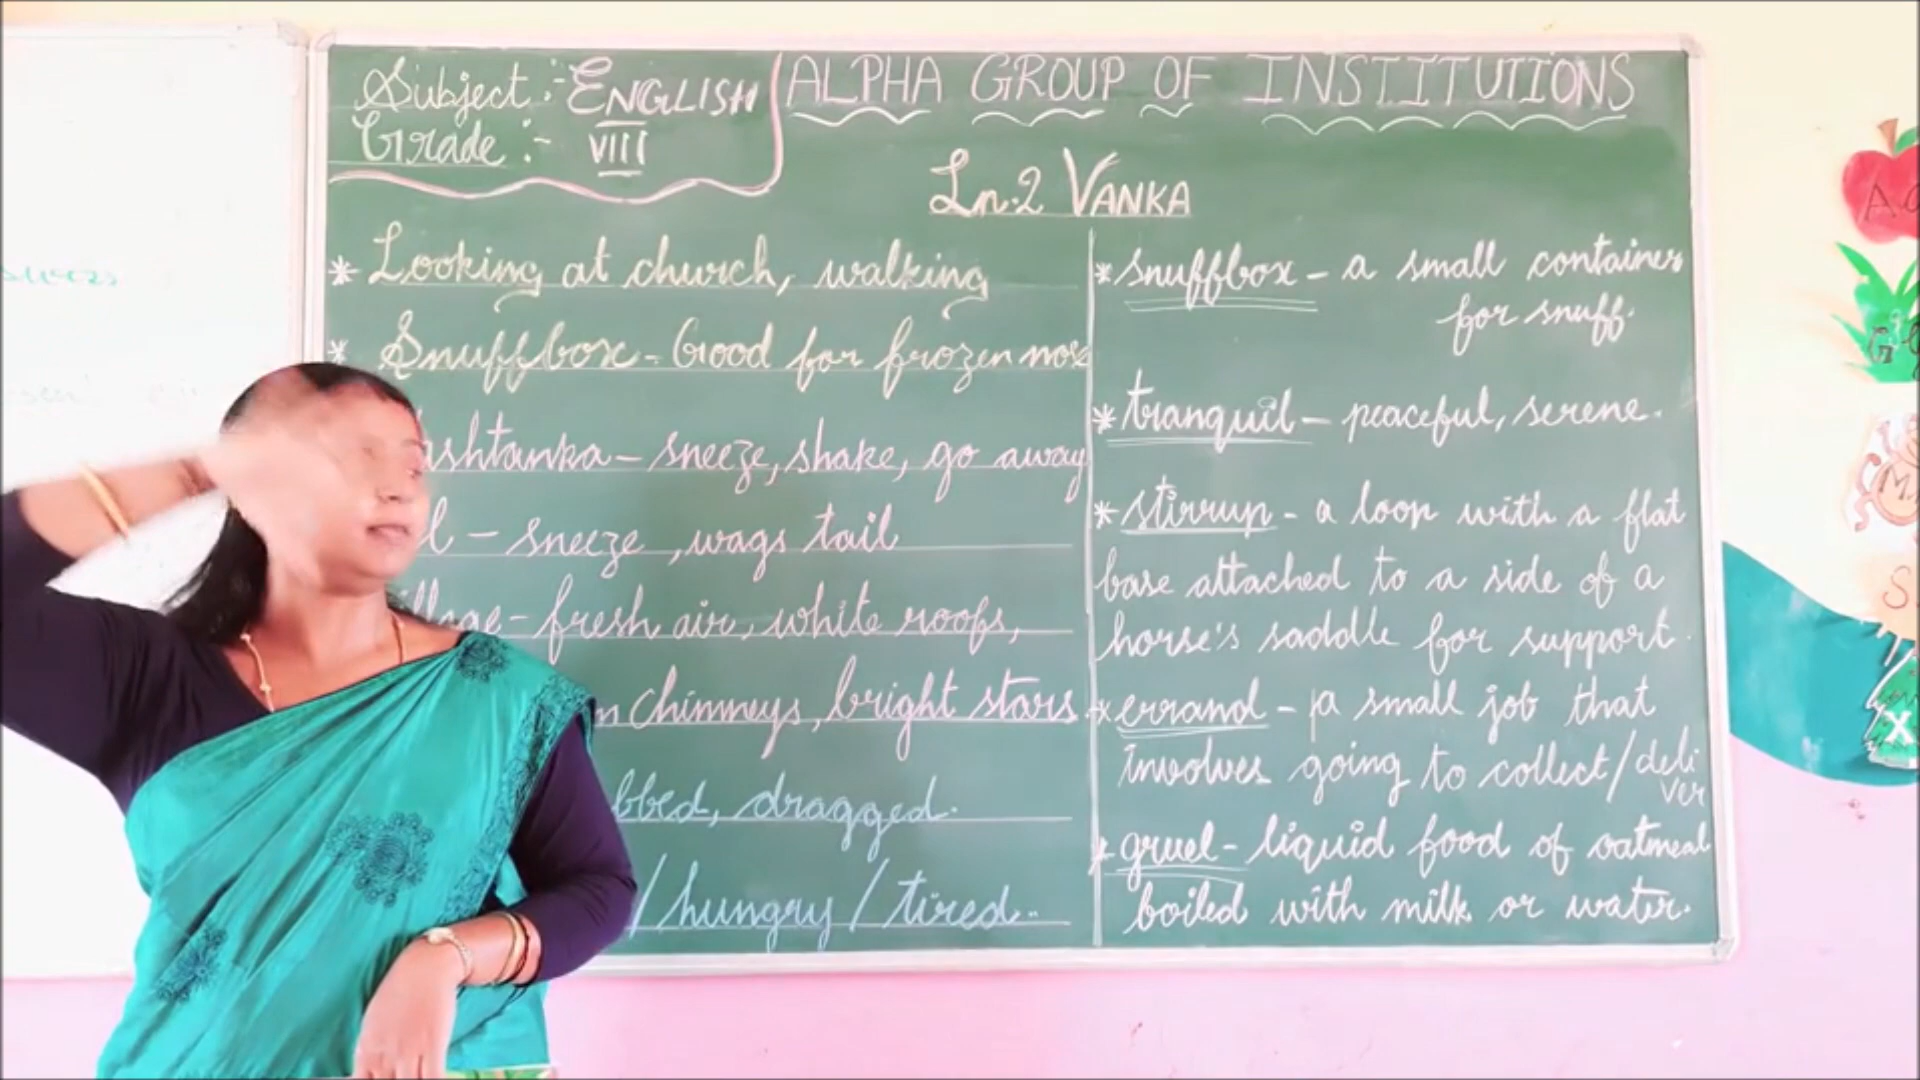 Subject :- ENGLISH
Grade :- VIII
ALPHA GROUP OF INSTITUTIONS
Ln.2 VANKA
* Looking at church, walking
* Snuffbox - Good for frozen nose
- sneeze, shake, go away
- sneeze, wags tail
- fresh air, white roofs,
chimneys, bright stars.
dragged.
/ hungry / tired..
* snuffbox - a small container
for snuff.
* tranquil - peaceful, serene.
* stirrup - a loop with a flat
base attached to a side of a
horse's saddle for support.
* errand - a small job that
involves going to collect/deli
ver
* gruel - liquid food of oatmeal
boiled with milk or water.